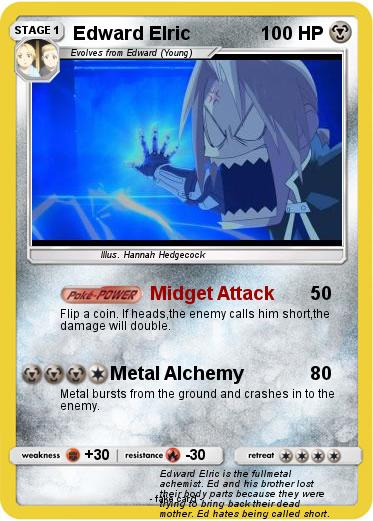 STAGE 1
Edward Elric
100 HP
Evolves from Edward (Young)
Illus. Hannah Hedgecock
Poké-POWER Midget Attack 50
Flip a coin. If heads,the enemy calls him short,the
damage will double.
Metal Alchemy 80
Metal bursts from the ground and crashes in to the
enemy.
weakness +30 resistance -30 retreat
Edward Elric is the fullmetal
achemist. Ed and his brother lost
their body parts because they were
trying to bring back their dead
mother. Ed hates being called short.
- fake card -